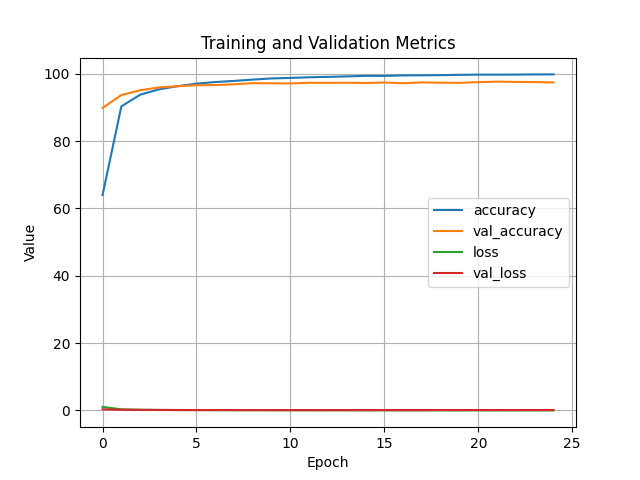 Training and Validation Metrics
100
80
60
40
20
0
Value
accuracy
val_accuracy
loss
val_loss
0 5 10 15 20 25
Epoch